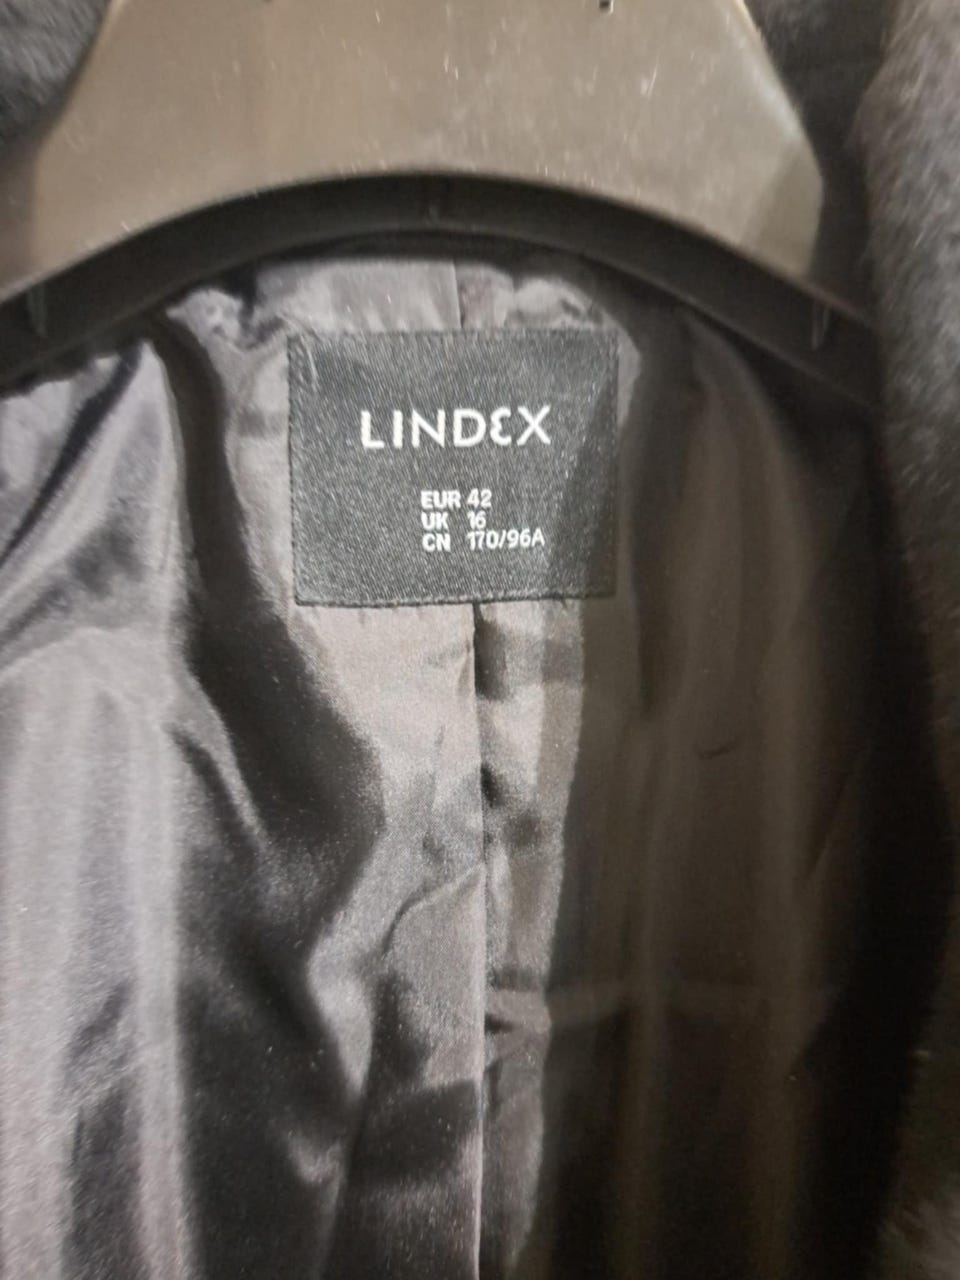 LINDEX
EUR 42
UK 16
CN 170/96A